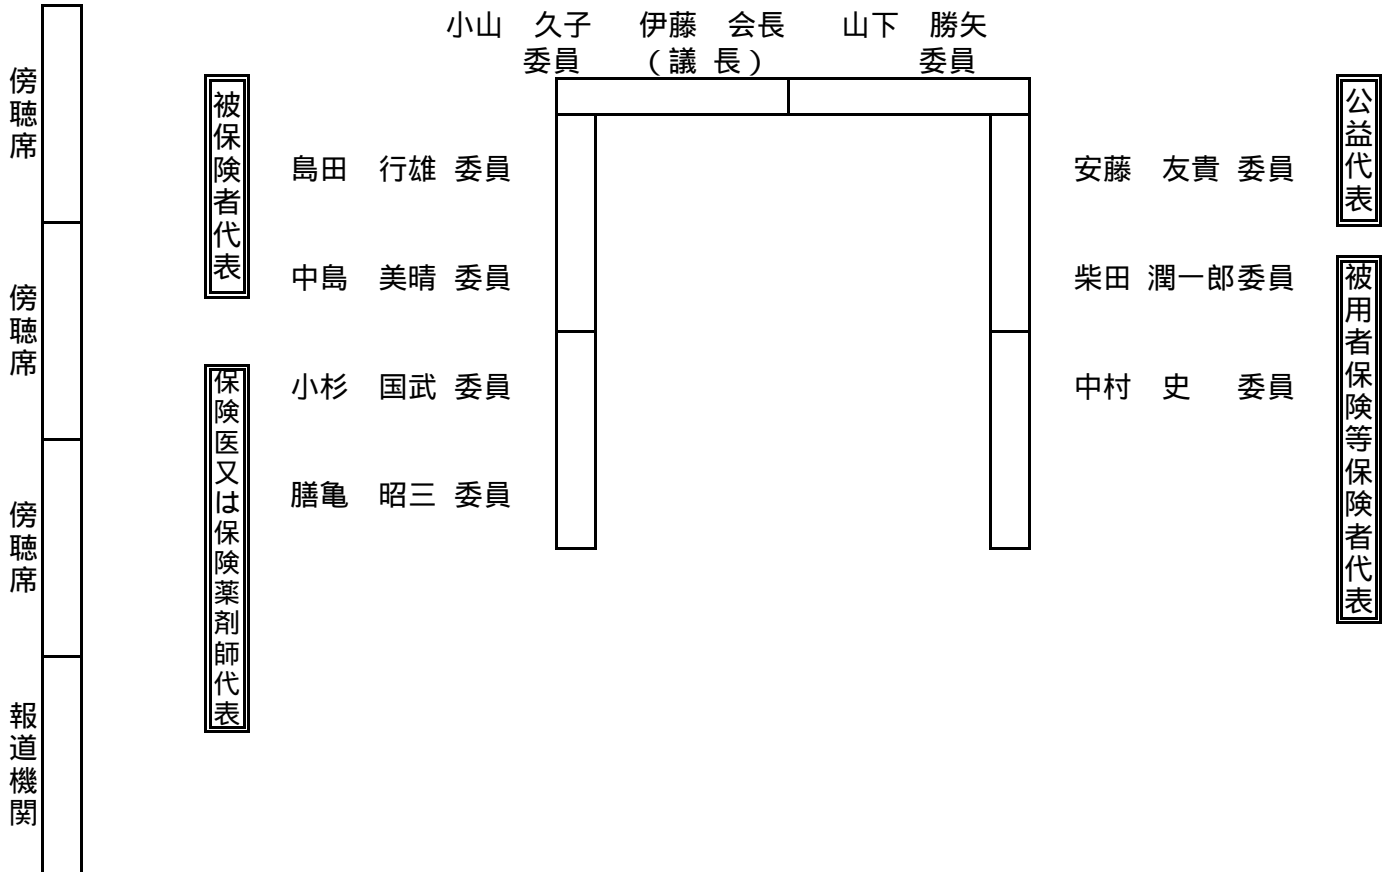 小山 久子 伊藤 会長 山下 勝矢
委員 (議 長) 委員
傍聴席
傍聴席
傍聴席
報道機関
被保険者代表
保険医又は保険薬剤師代表
島田 行雄 委員
中島 美晴 委員
小杉 国武 委員
膳亀 昭三 委員
安藤 友貴 委員
柴田 潤一郎委員
中村 史 委員
公益代表
被用者保険等保険者代表